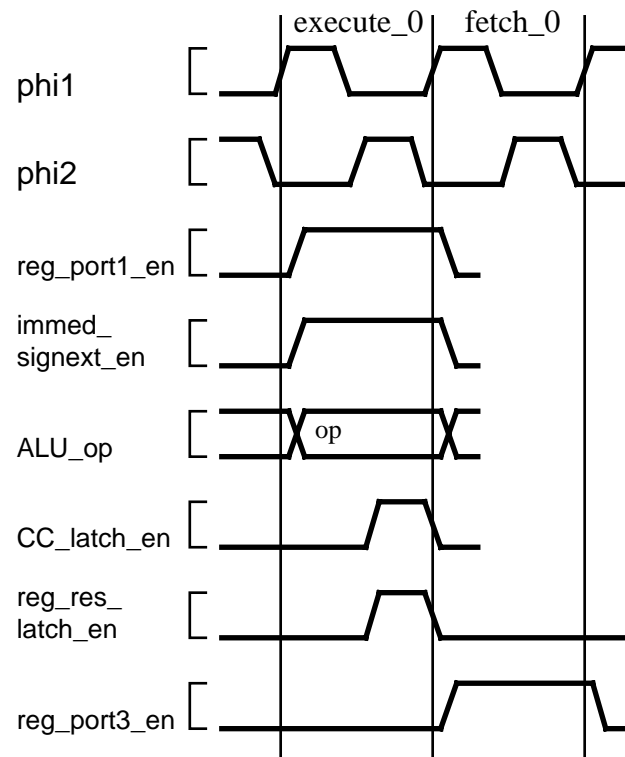 execute_0 fetch_0
phi1
phi2
reg_port1_en
immed_
signext_en
ALU_op
op
CC_latch_en
reg_res_
latch_en
reg_port3_en